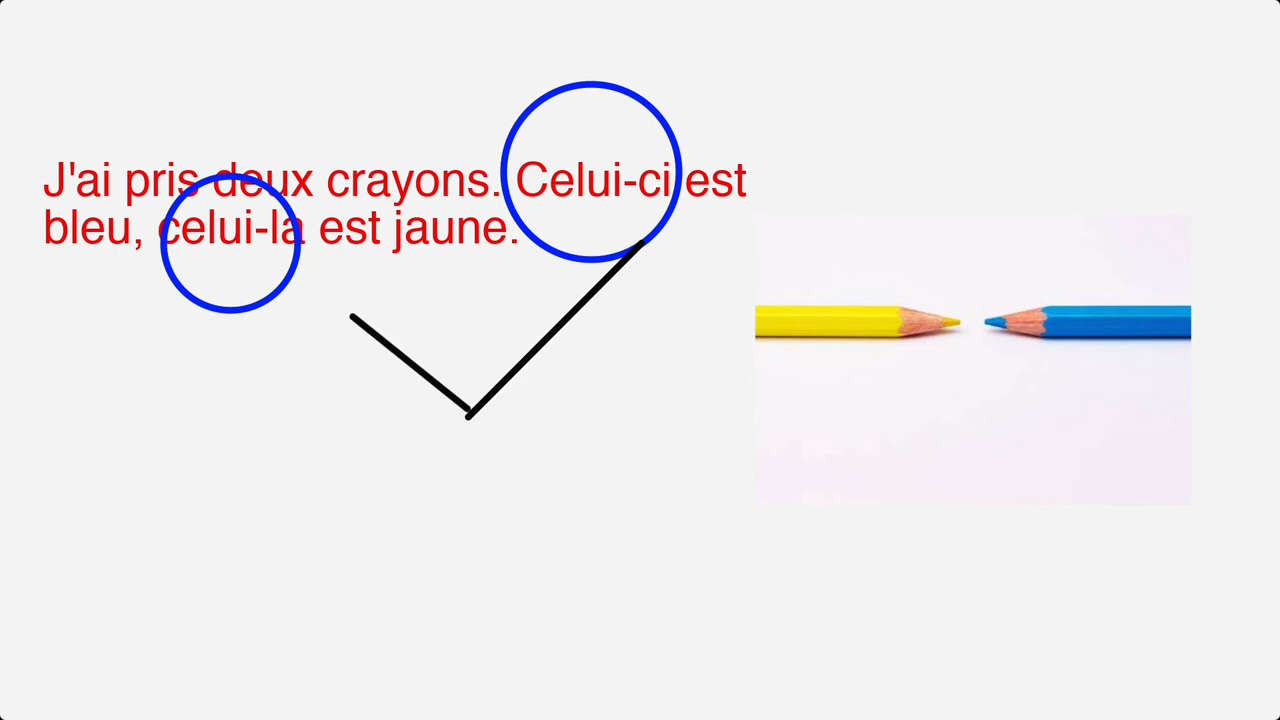 J'ai pris deux crayons. Celui-ci est
bleu, celui-là est jaune.